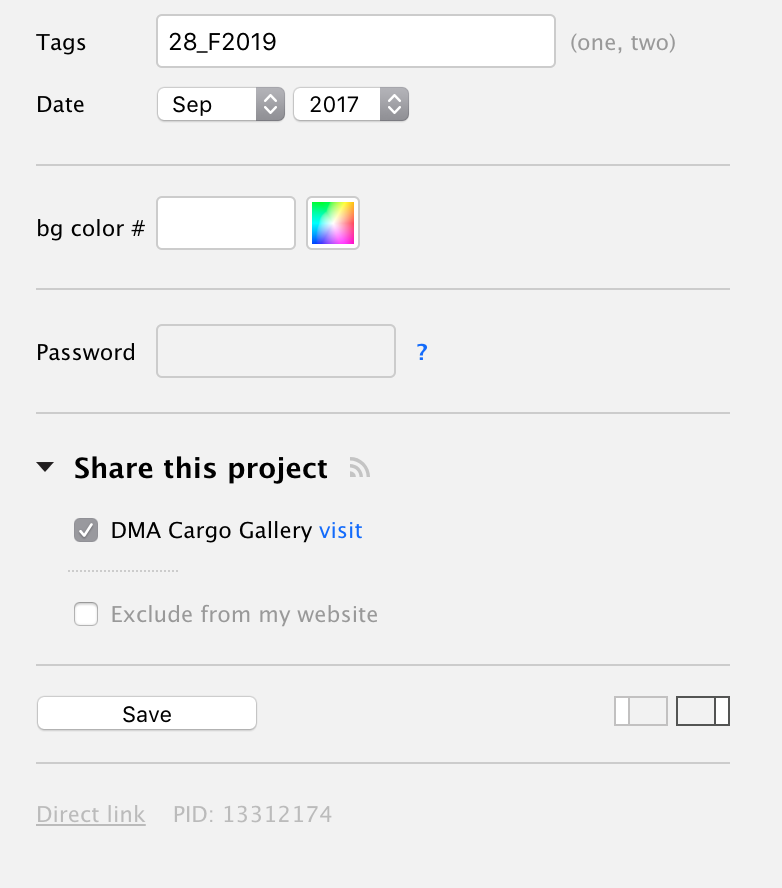 Tags 28_F2019 (one, two)
Date Sep 2017
bg color #
Password ?
Share this project
DMA Cargo Gallery visit
Exclude from my website
Save
Direct link PID: 13312174